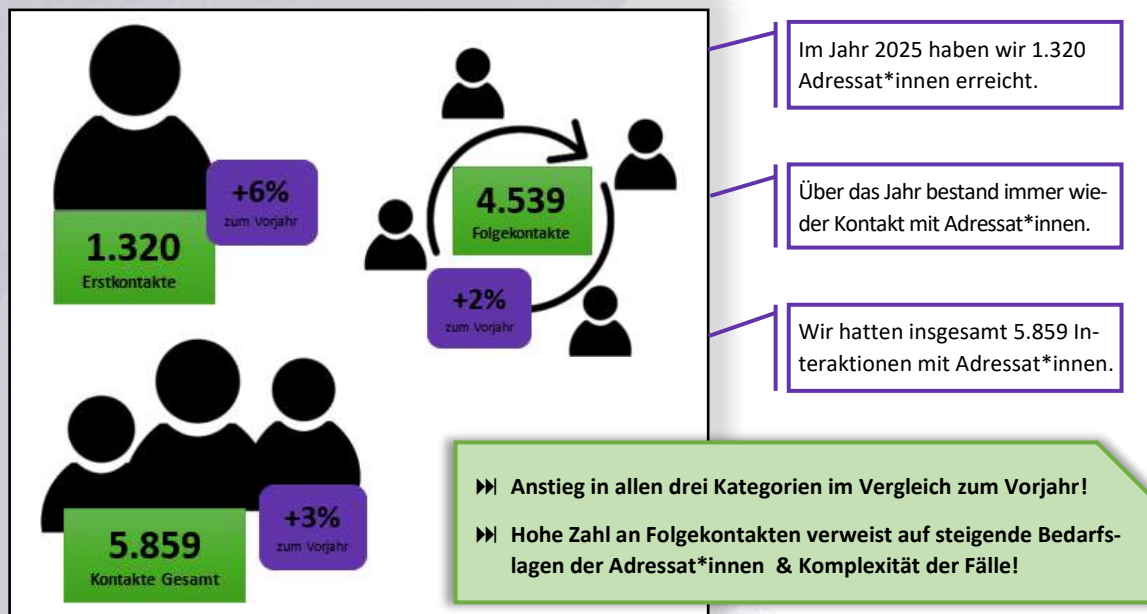 +6%
zum Vorjahr
1.320
Erstkontakte
4.539
Folgekontakte
+2%
zum Vorjahr
5.859
Kontakte Gesamt
+3%
zum Vorjahr
Im Jahr 2025 haben wir 1.320
Adressat*innen erreicht.
Über das Jahr bestand immer wie-
der Kontakt mit Adressat*innen.
Wir hatten insgesamt 5.859 In-
teraktionen mit Adressat*innen.
Anstieg in allen drei Kategorien im Vergleich zum Vorjahr!
Hohe Zahl an Folgekontakten verweist auf steigende Bedarfs-
lagen der Adressat*innen & Komplexität der Fälle!